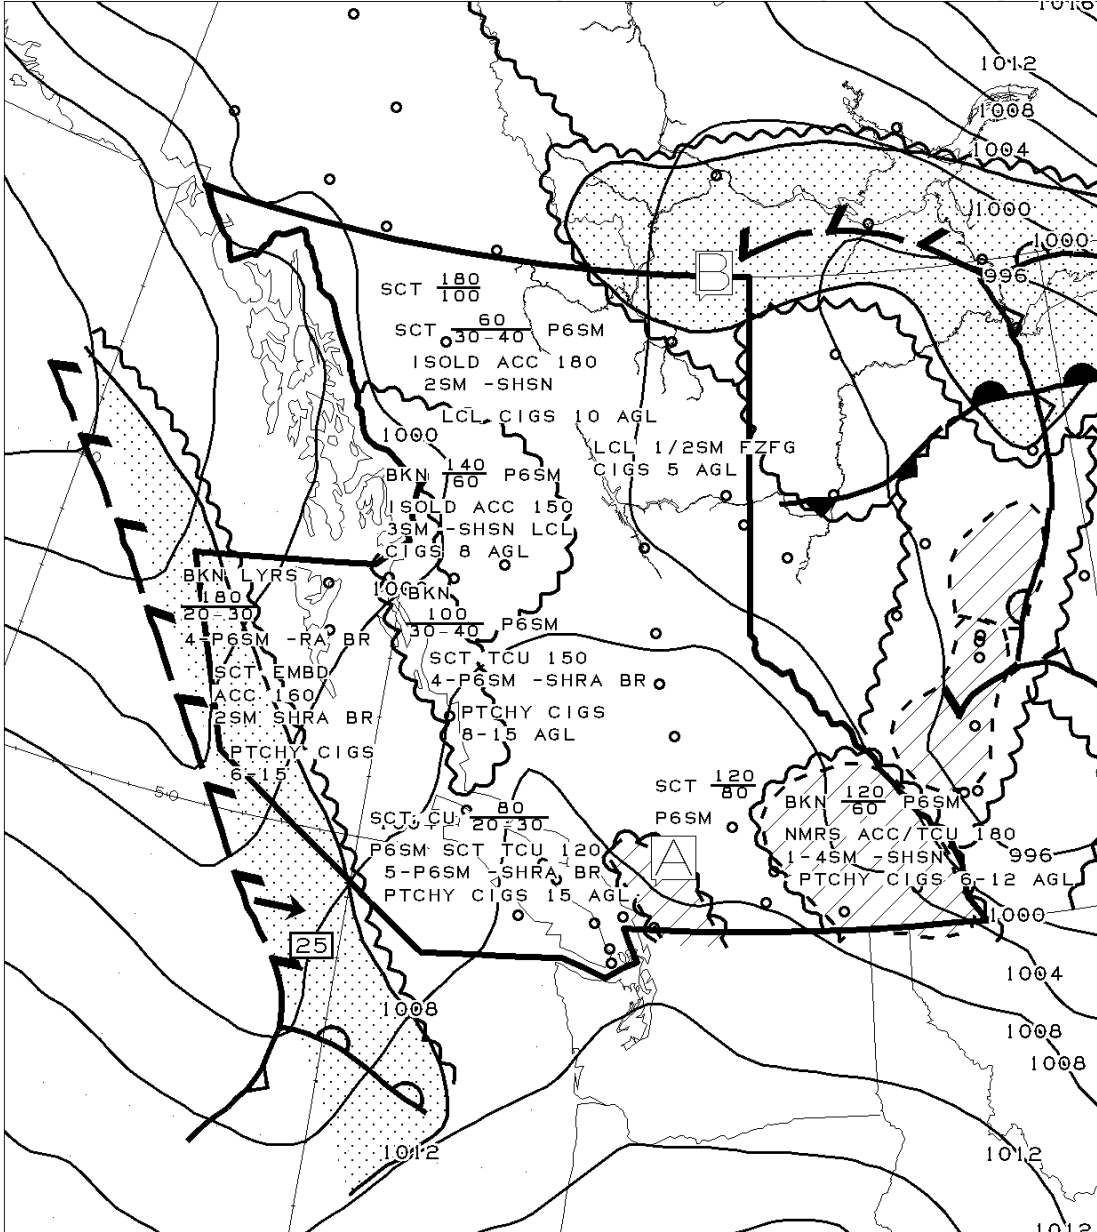 1016
1012
1008
1004
1000
1000
996
B
SCT 180
100
SCT 60
30-40 P6SM
ISOLD ACC 180
2SM -SHSN
LCL CIGS 10 AGL
1000
LCL 1/2SM FZFG
CIGS 5 AGL
BKN 140
60 P6SM
ISOLD ACC 150
3SM -SHSN LCL
CIGS 8 AGL
BKN LYRS
180
20-30
4-P6SM -RA BR
SCT EMBD
ACC 160
2SM SHRA BR
PTCHY CIGS
6-15
BKN
100
30-40 P6SM
SCT TCU 150
4-P6SM -SHRA BR
PTCHY CIGS
8-15 AGL
50
SCT 120
80
P6SM
BKN 120
60 P6SM
NMRS ACC/TCU 180
1-4SM -SHSN
PTCHY CIGS 6-12 AGL
SCT CU 80
20-30
P6SM SCT TCU 120
5-P6SM -SHRA BR
PTCHY CIGS 15 AGL
A
996
1000
25
1004
1008
1008
1008
1012
1012
1012